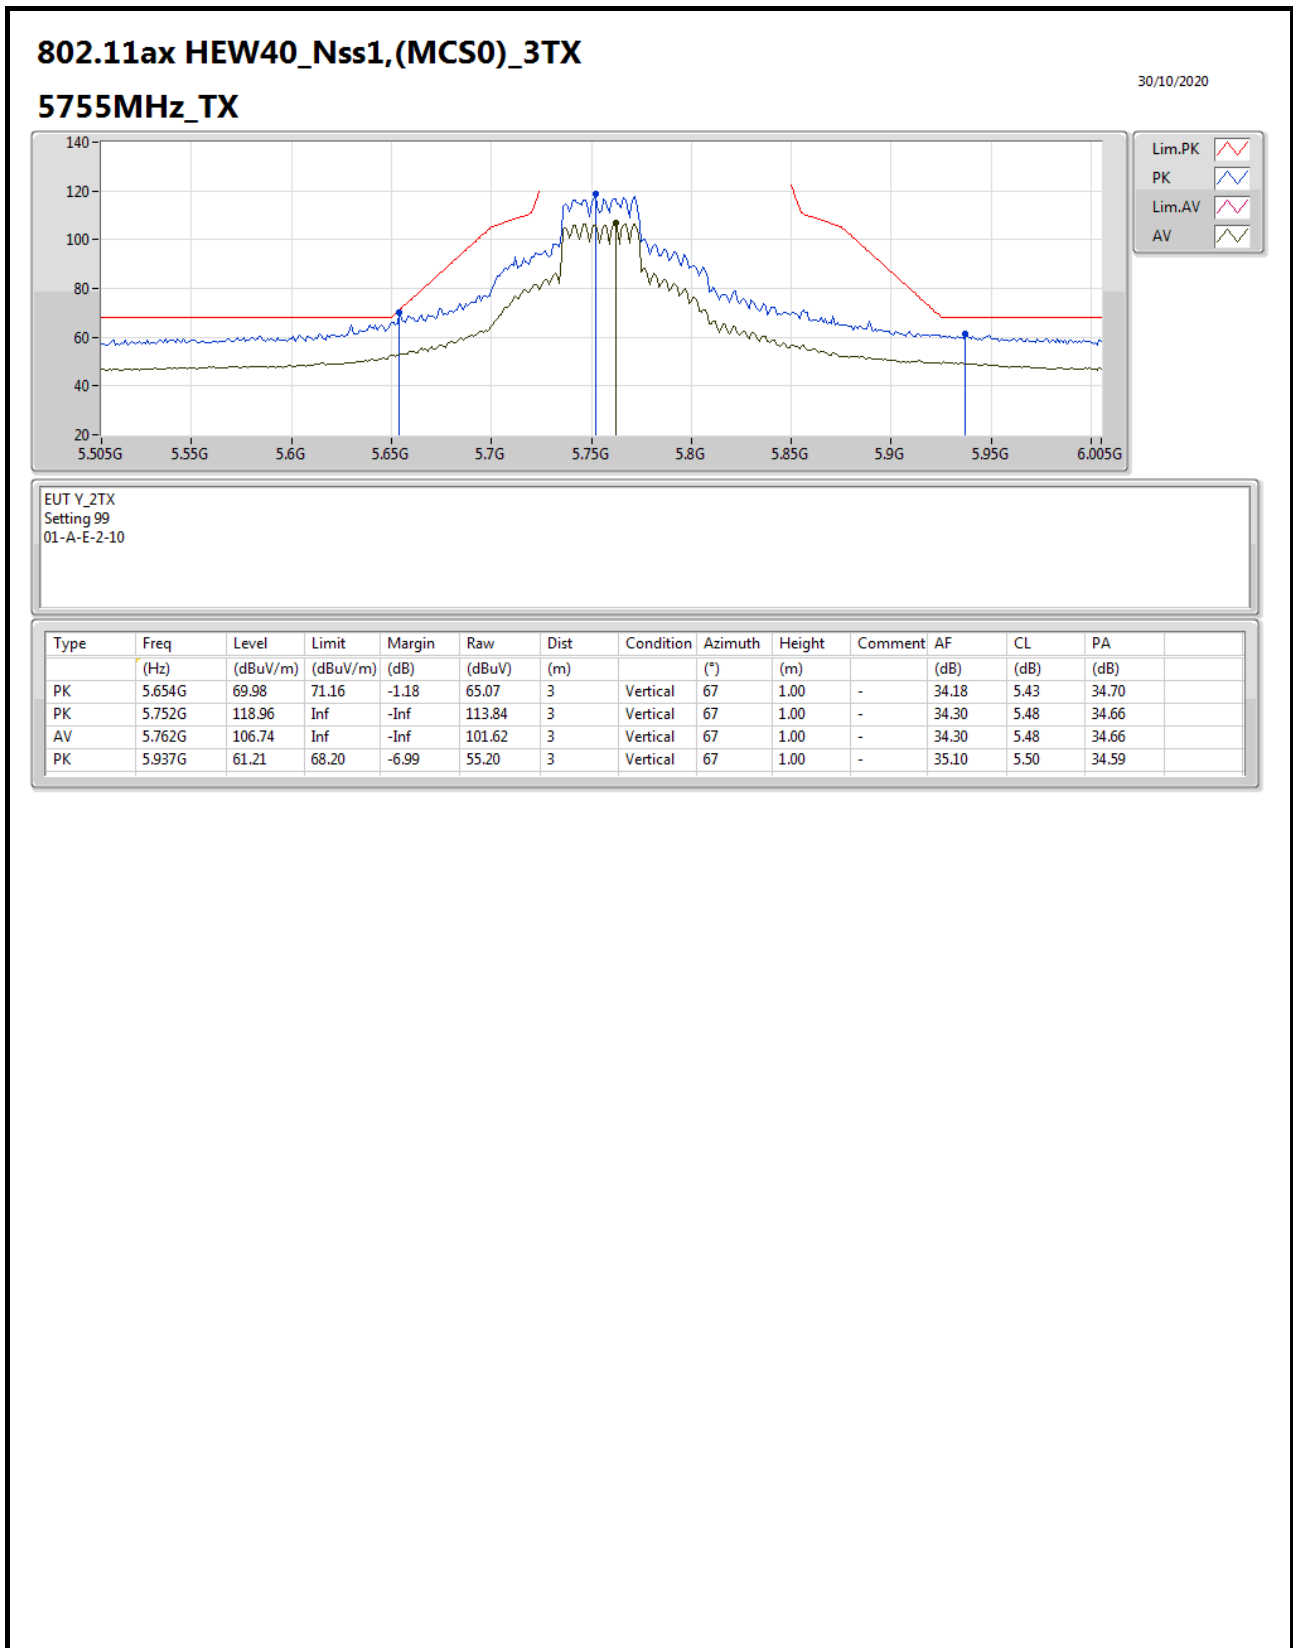 802.11ax HEW40_Nss1,(MCS0)_3TX
30/10/2020
5755MHz_TX
140
120
100
80
60
40
20
5.505G 5.55G 5.6G 5.65G 5.7G 5.75G 5.8G 5.85G 5.9G 5.95G 6.005G
Lim.PK
PK
Lim.AV
AV
EUT Y_2TX
Setting 99
01-A-E-2-10
Type Freq Level Limit Margin Raw Dist Condition Azimuth Height Comment AF CL PA
(Hz) (dBuV/m) (dBuV/m) (dB) (dBuV) (m) (°) (m) (dB) (dB) (dB)
PK 5.654G 69.98 71.16 -1.18 65.07 3 Vertical 67 1.00 - 34.18 5.43 34.70
PK 5.752G 118.96 Inf -Inf 113.84 3 Vertical 67 1.00 - 34.30 5.48 34.66
AV 5.762G 106.74 Inf -Inf 101.62 3 Vertical 67 1.00 - 34.30 5.48 34.66
PK 5.937G 61.21 68.20 -6.99 55.20 3 Vertical 67 1.00 - 35.10 5.50 34.59